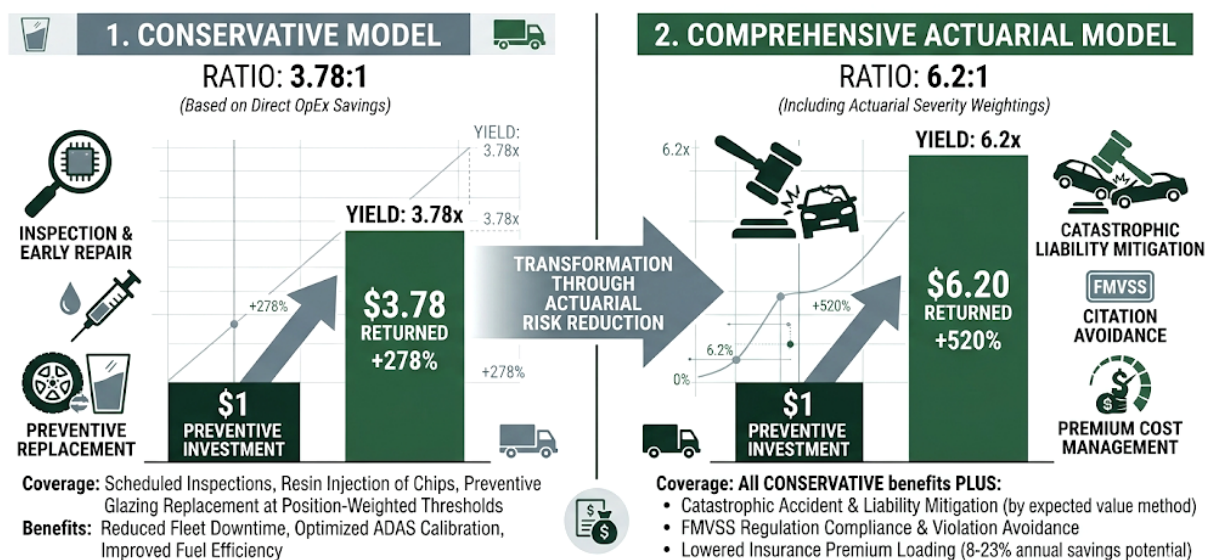 1. CONSERVATIVE MODEL
RATIO: 3.78:1
(Based on Direct OpEx Savings)
INSPECTION &
EARLY REPAIR
PREVENTIVE
REPLACEMENT
YIELD:
3.78x
3.78x
+278%
+278%
YIELD: 3.78x
$3.78
RETURNED
+278%
$1
PREVENTIVE
INVESTMENT
Coverage: Scheduled Inspections, Resin Injection of Chips, Preventive
Glazing Replacement at Position-Weighted Thresholds
Benefits: Reduced Fleet Downtime, Optimized ADAS Calibration,
Improved Fuel Efficiency
TRANSFORMATION
THROUGH
ACTUARIAL
RISK REDUCTION
2. COMPREHENSIVE ACTUARIAL MODEL
RATIO: 6.2:1
(Including Actuarial Severity Weightings)
6.2x
6.2%
0%
+520%
YIELD: 6.2x
$6.20
RETURNED
+520%
$1
PREVENTIVE
INVESTMENT
CATASTROPHIC
LIABILITY MITIGATION
FMVSS
CITATION
AVOIDANCE
$
$
PREMIUM COST
MANAGEMENT
Coverage: All CONSERVATIVE benefits PLUS:
• Catastrophic Accident & Liability Mitigation (by expected value method)
• FMVSS Regulation Compliance & Violation Avoidance
• Lowered Insurance Premium Loading (8-23% annual savings potential)
$